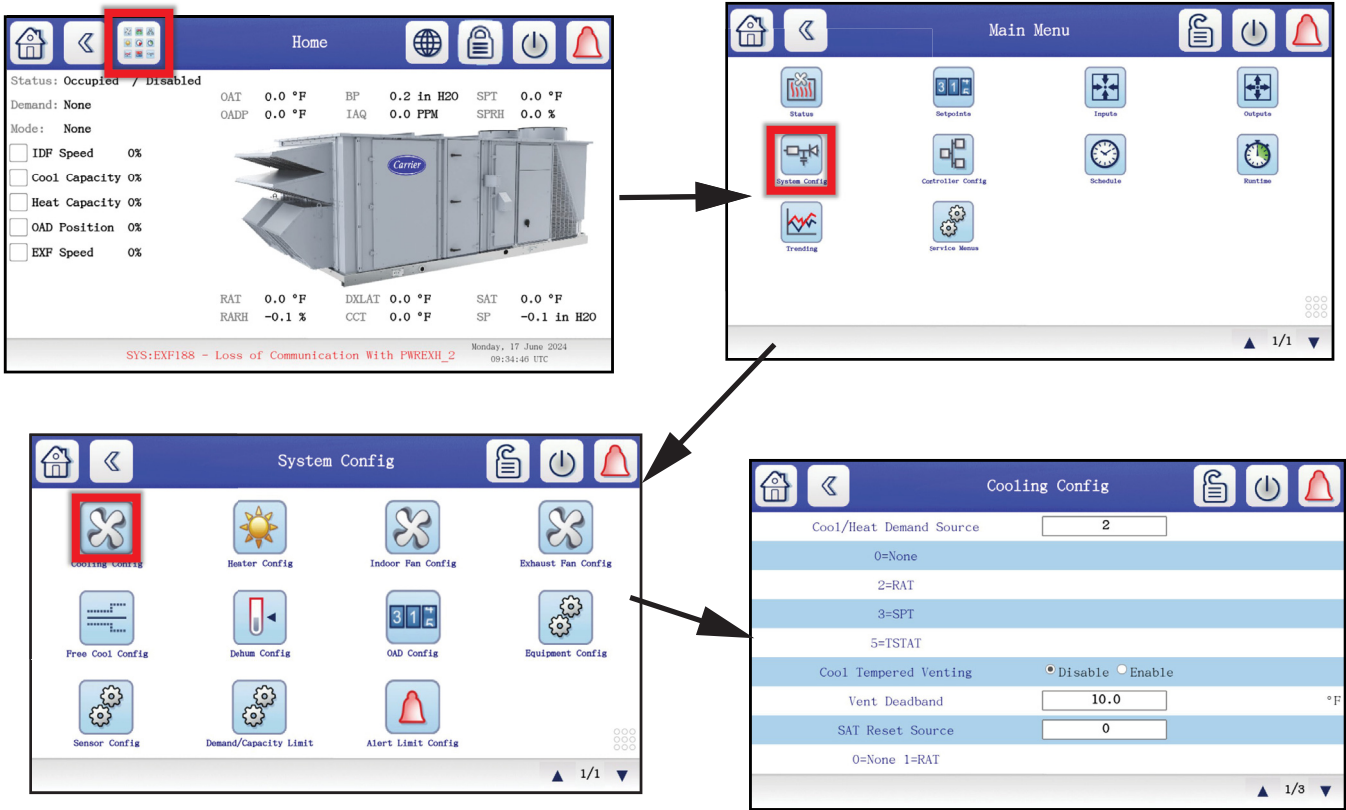 Home
Status: Occupied / Disabled
Demand: None
Mode: None
IDF Speed 0%
Cool Capacity 0%
Heat Capacity 0%
OAD Position 0%
EXF Speed 0%
OAT 0.0 °F BP 0.2 in H2O SPT 0.0 °F
OADP 0.0 °F IAQ 0.0 PPM SPRH 0.0 %
Carrier
RAT 0.0 °F DXLAT 0.0 °F SAT 0.0 °F
RARH -0.1 % CCT 0.0 °F SP -0.1 in H2O
SYS:EXF188 - Loss of Communication With PWREXH_2
Monday, 17 June 2024
09:34:46 UTC
Main Menu
Status Setpoints Inputs Outputs
System Config Controller Config Schedule Runtime
Trending Service Menus
1/1
System Config
Cooling Config Heater Config Indoor Fan Config Exhaust Fan Config
Free Cool Config Dehum Config OAD Config Equipment Config
Sensor Config Demand/Capacity Limit Alert Limit Config
1/1
Cooling Config
Cool/Heat Demand Source 2
0=None
2=RAT
3=SPT
5=TSTAT
Cool Tempered Venting Disable Enable
Vent Deadband 10.0 °F
SAT Reset Source 0
0=None 1=RAT
1/3